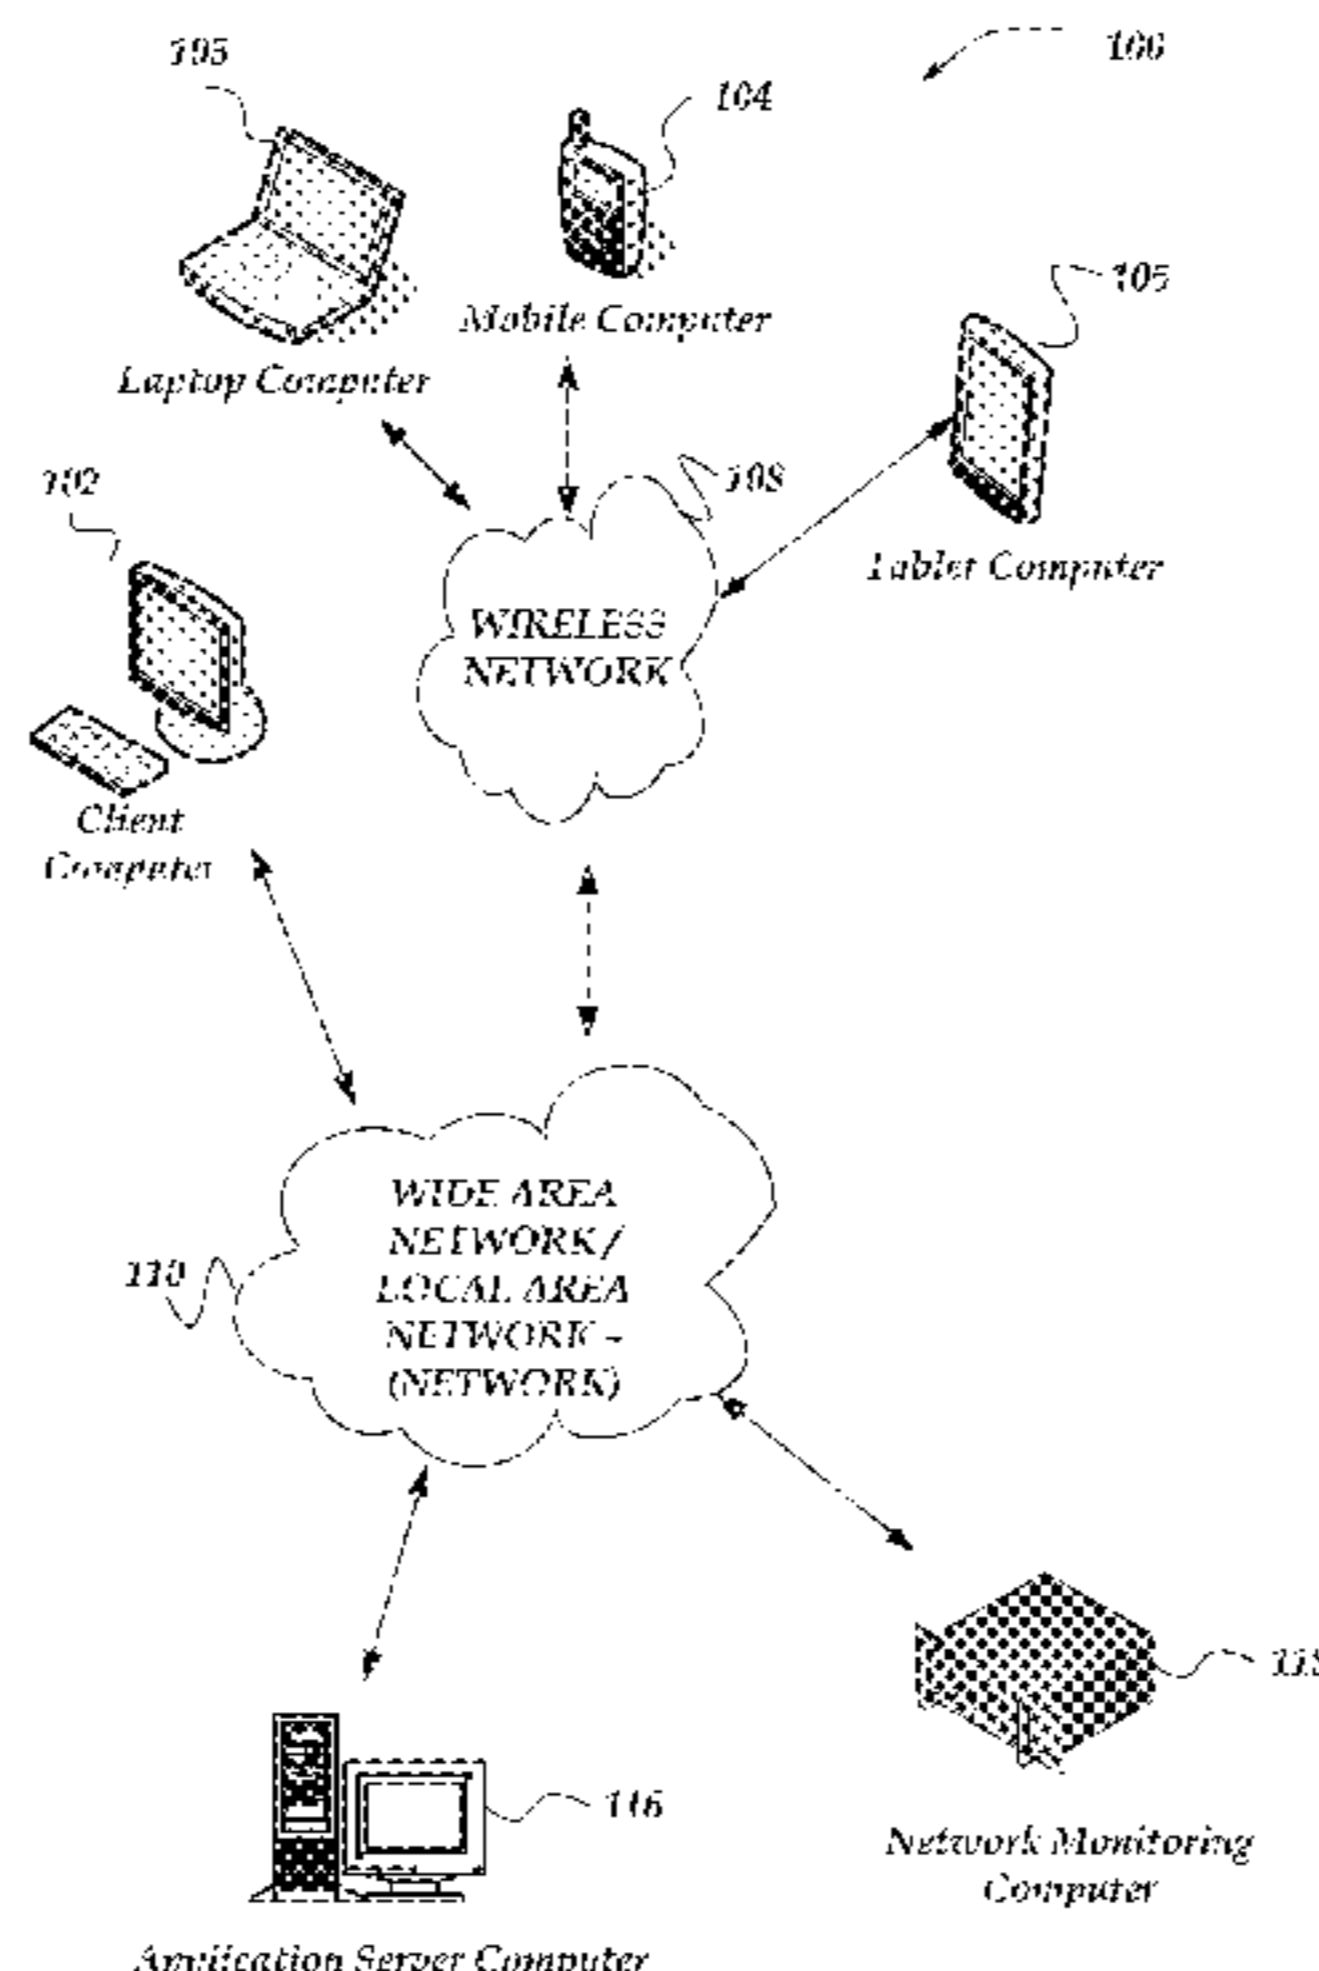 100
104
Mobile Computer
105
Laptop Computer
102
108
Tablet Computer
WIRELESS
NETWORK
Client
Computer
WIDE AREA
NETWORK/
LOCAL AREA
NETWORK -
(NETWORK)
110
116
Network Monitoring
Computer
Application Server Computer